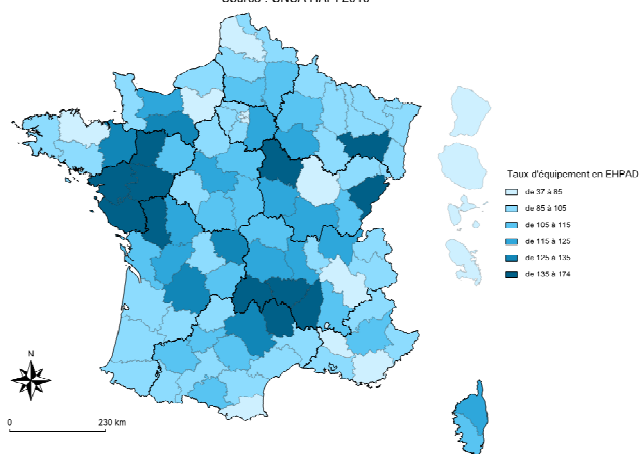 Taux d'équipement en EHPAD
de 37 à 85
de 85 à 105
de 105 à 115
de 115 à 125
de 125 à 135
de 135 à 174
N
0 230 km